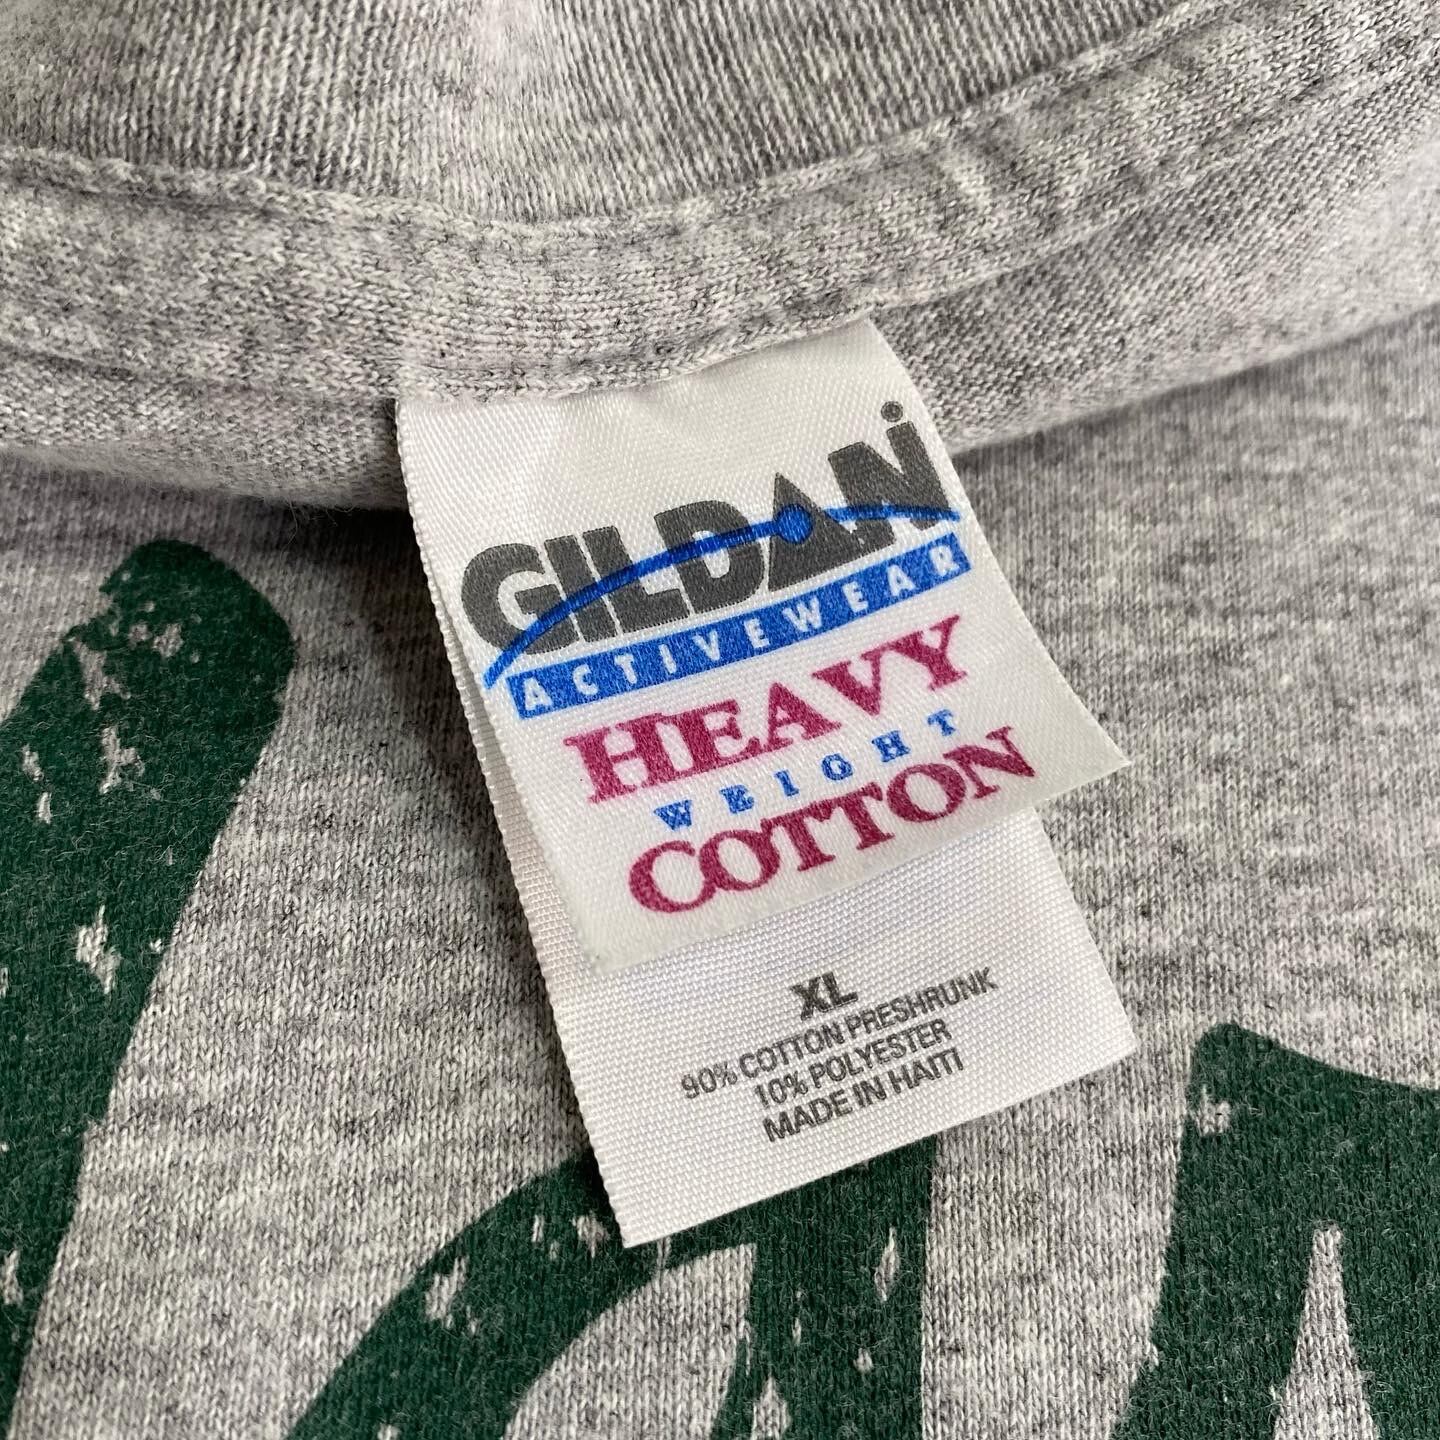 GILDAN
ACTIVEWEAR
HEAVY
WEIGHT
COTTON
XL
90% COTTON PRESHRUNK
10% POLYESTER
MADE IN HAITI